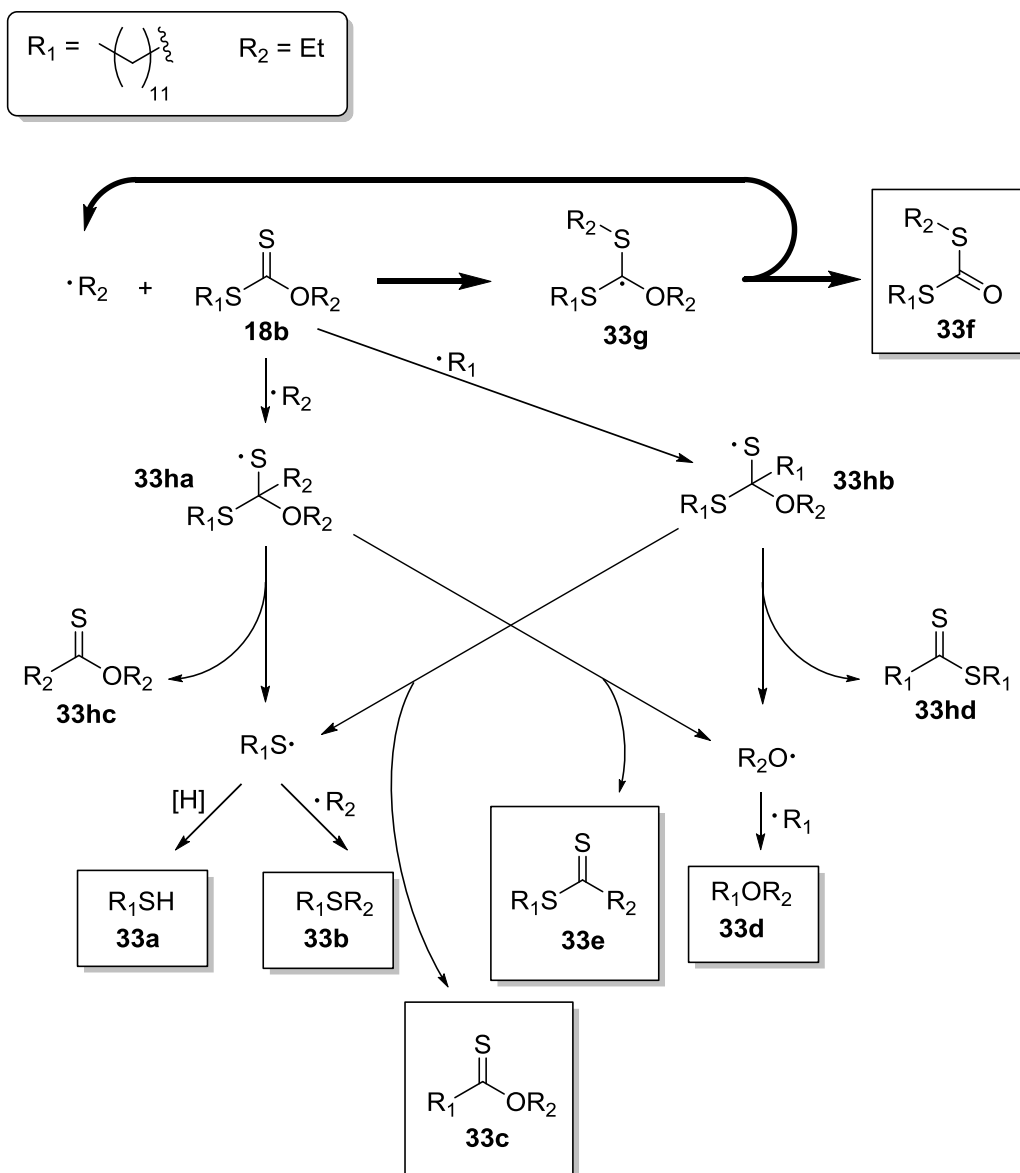 R₁ = ( )₁₁ R₂ = Et
R₂ S
S
·R₂ + R₁S OR₂ R₁S · OR₂ R₁S O
18b 33g 33f
·R₁
·R₂
·S ·S
33ha R₂ R₁ 33hb
R₁S OR₂ R₁S OR₂
S S
R₂ OR₂ R₁ SR₁
33hc 33hd
R₁S· R₂O·
[H] ·R₂ ·R₁
S
R₁SH R₁SR₂ R₁S R₂ R₁OR₂
33a 33b 33e 33d
S
R₁ OR₂
33c